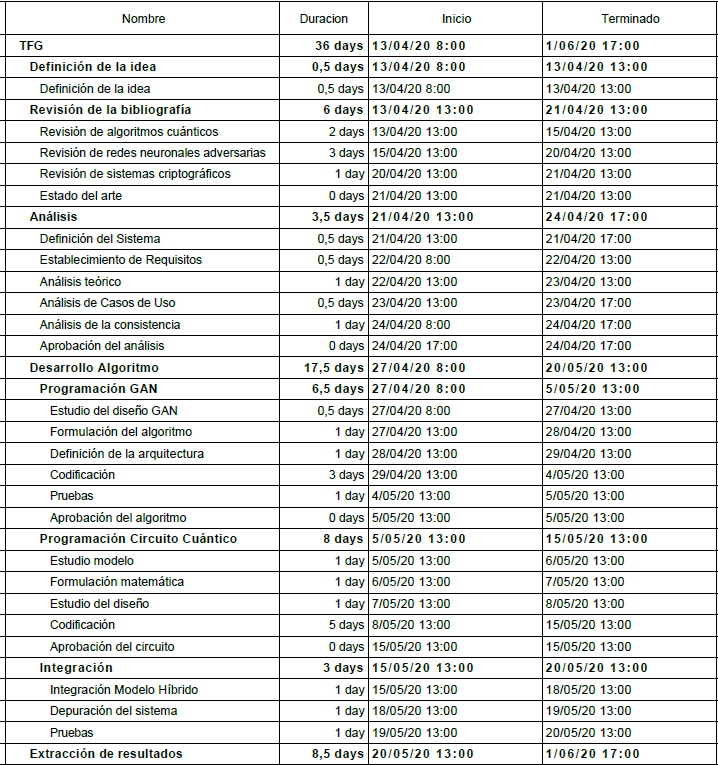 Nombre Duracion Inicio Terminado
TFG 36 days 13/04/20 8:00 1/06/20 17:00
Definición de la idea 0,5 days 13/04/20 8:00 13/04/20 13:00
Definición de la idea 0,5 days 13/04/20 8:00 13/04/20 13:00
Revisión de la bibliografía 6 days 13/04/20 13:00 21/04/20 13:00
Revisión de algoritmos cuánticos 2 days 13/04/20 13:00 15/04/20 13:00
Revisión de redes neuronales adversarias 3 days 15/04/20 13:00 20/04/20 13:00
Revisión de sistemas criptográficos 1 day 20/04/20 13:00 21/04/20 13:00
Estado del arte 0 days 21/04/20 13:00 21/04/20 13:00
Análisis 3,5 days 21/04/20 13:00 24/04/20 17:00
Definición del Sistema 0,5 days 21/04/20 13:00 21/04/20 17:00
Establecimiento de Requisitos 0,5 days 22/04/20 8:00 22/04/20 13:00
Análisis teórico 1 day 22/04/20 13:00 23/04/20 13:00
Análisis de Casos de Uso 0,5 days 23/04/20 13:00 23/04/20 17:00
Análisis de la consistencia 1 day 24/04/20 8:00 24/04/20 17:00
Aprobación del análisis 0 days 24/04/20 17:00 24/04/20 17:00
Desarrollo Algoritmo 17,5 days 27/04/20 8:00 20/05/20 13:00
Programación GAN 6,5 days 27/04/20 8:00 5/05/20 13:00
Estudio del diseño GAN 0,5 days 27/04/20 8:00 27/04/20 13:00
Formulación del algoritmo 1 day 27/04/20 13:00 28/04/20 13:00
Definición de la arquitectura 1 day 28/04/20 13:00 29/04/20 13:00
Codificación 3 days 29/04/20 13:00 4/05/20 13:00
Pruebas 1 day 4/05/20 13:00 5/05/20 13:00
Aprobación del algoritmo 0 days 5/05/20 13:00 5/05/20 13:00
Programación Circuito Cuántico 8 days 5/05/20 13:00 15/05/20 13:00
Estudio modelo 1 day 5/05/20 13:00 6/05/20 13:00
Formulación matemática 1 day 6/05/20 13:00 7/05/20 13:00
Estudio del diseño 1 day 7/05/20 13:00 8/05/20 13:00
Codificación 5 days 8/05/20 13:00 15/05/20 13:00
Aprobación del circuito 0 days 15/05/20 13:00 15/05/20 13:00
Integración 3 days 15/05/20 13:00 20/05/20 13:00
Integración Modelo Híbrido 1 day 15/05/20 13:00 18/05/20 13:00
Depuración del sistema 1 day 18/05/20 13:00 19/05/20 13:00
Pruebas 1 day 19/05/20 13:00 20/05/20 13:00
Extracción de resultados 8,5 days 20/05/20 13:00 1/06/20 17:00